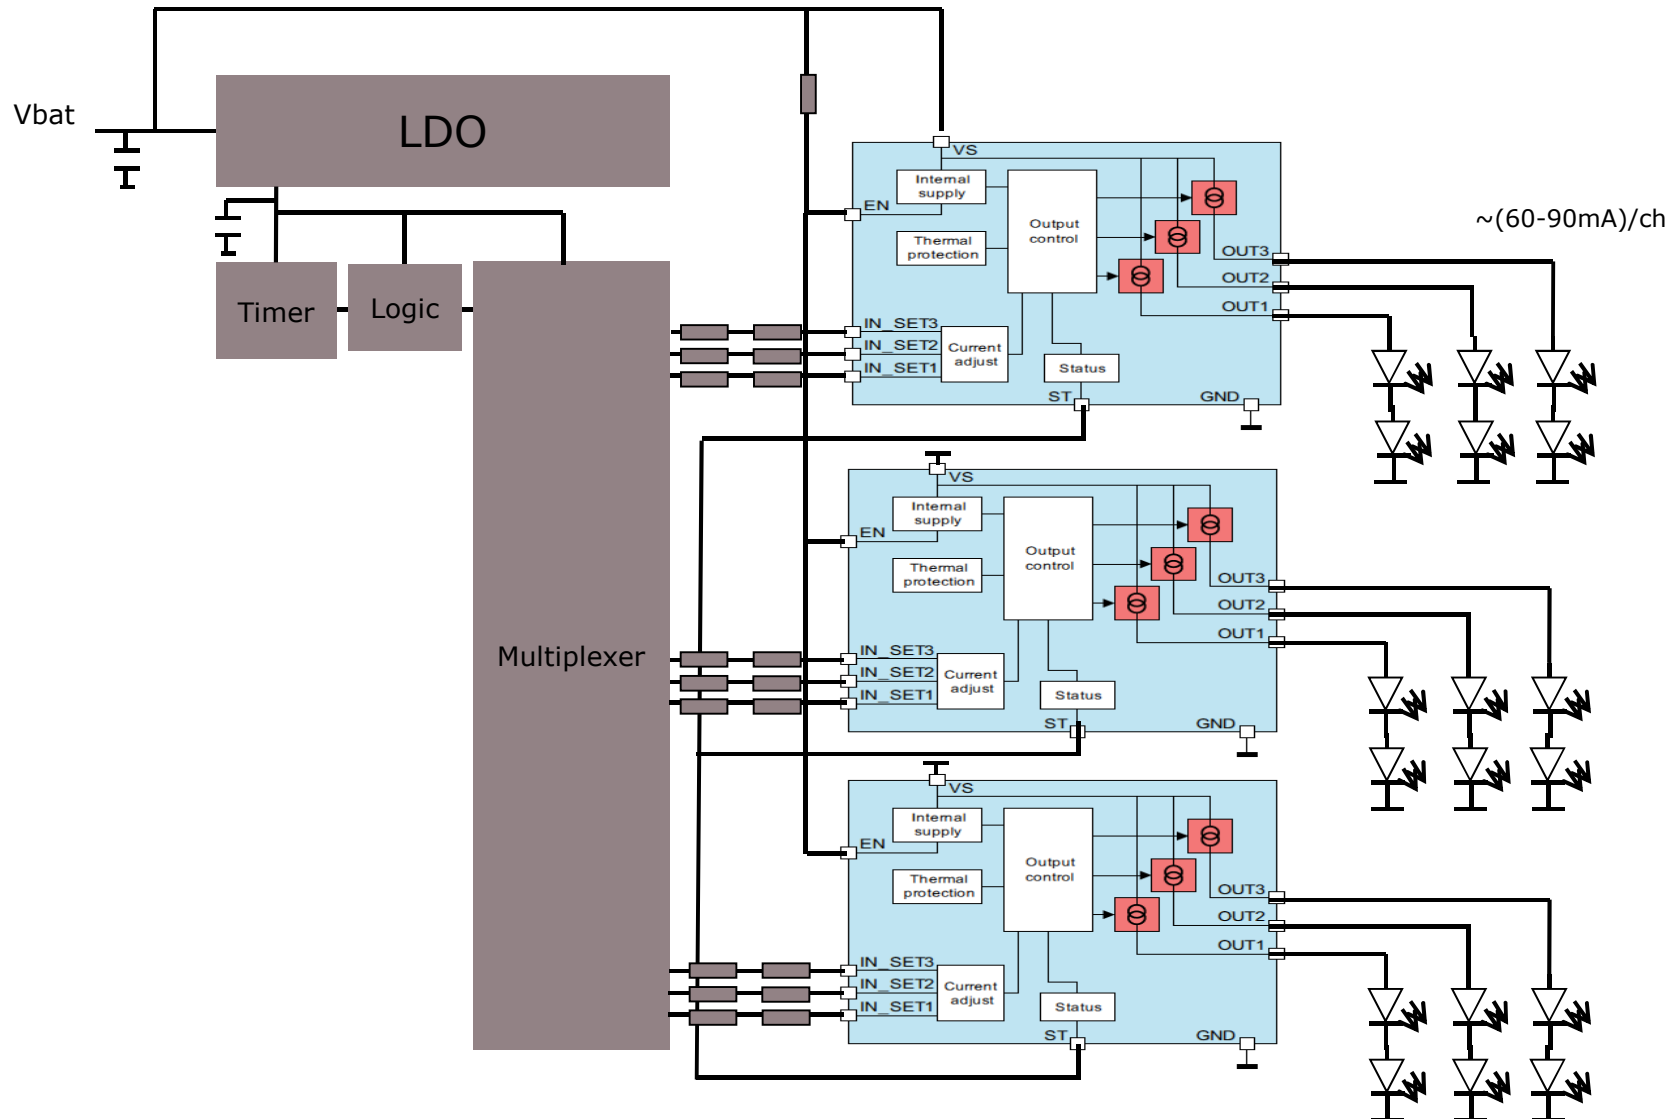 Vbat
LDO
Timer
Logic
Multiplexer
~(60-90mA)/ch
VS
Internal
supply
EN
Thermal
protection
Output
control
OUT3
OUT2
OUT1
IN_SET3
IN_SET2
IN_SET1
Current
adjust
Status
ST
GND
VS
Internal
supply
EN
Thermal
protection
Output
control
OUT3
OUT2
OUT1
IN_SET3
IN_SET2
IN_SET1
Current
adjust
Status
ST
GND
VS
Internal
supply
EN
Thermal
protection
Output
control
OUT3
OUT2
OUT1
IN_SET3
IN_SET2
IN_SET1
Current
adjust
Status
ST
GND